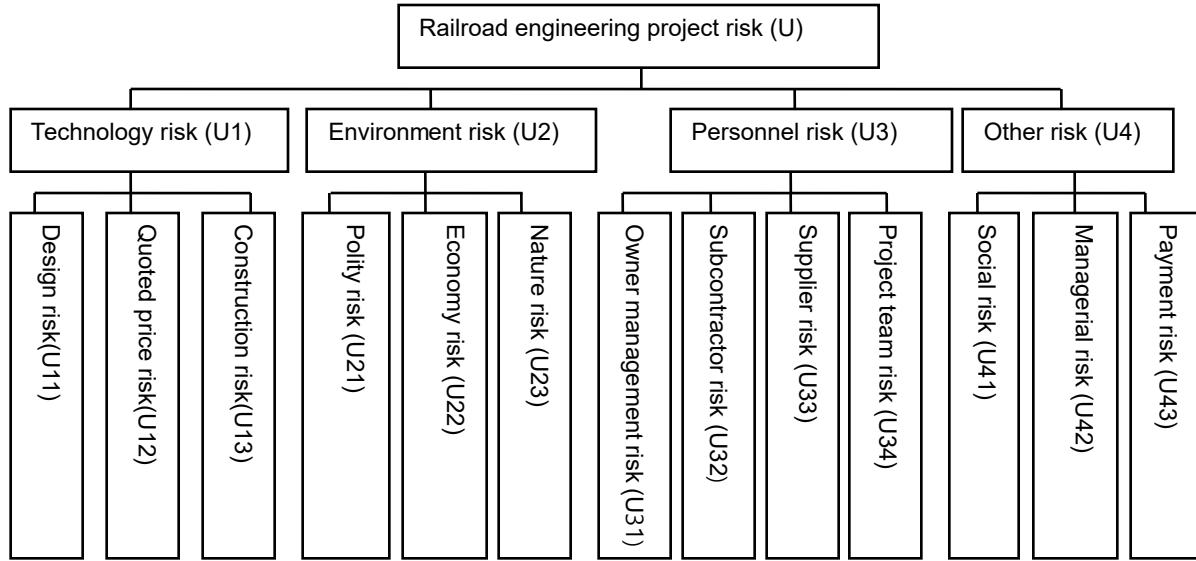 Railroad engineering project risk (U)
Technology risk (U1)
Environment risk (U2)
Personnel risk (U3)
Other risk (U4)
Design risk(U11)
Quoted price risk(U12)
Construction risk(U13)
Polity risk (U21)
Economy risk (U22)
Nature risk (U23)
Owner management risk (U31)
Subcontractor risk (U32)
Supplier risk (U33)
Project team risk (U34)
Social risk (U41)
Managerial risk (U42)
Payment risk (U43)